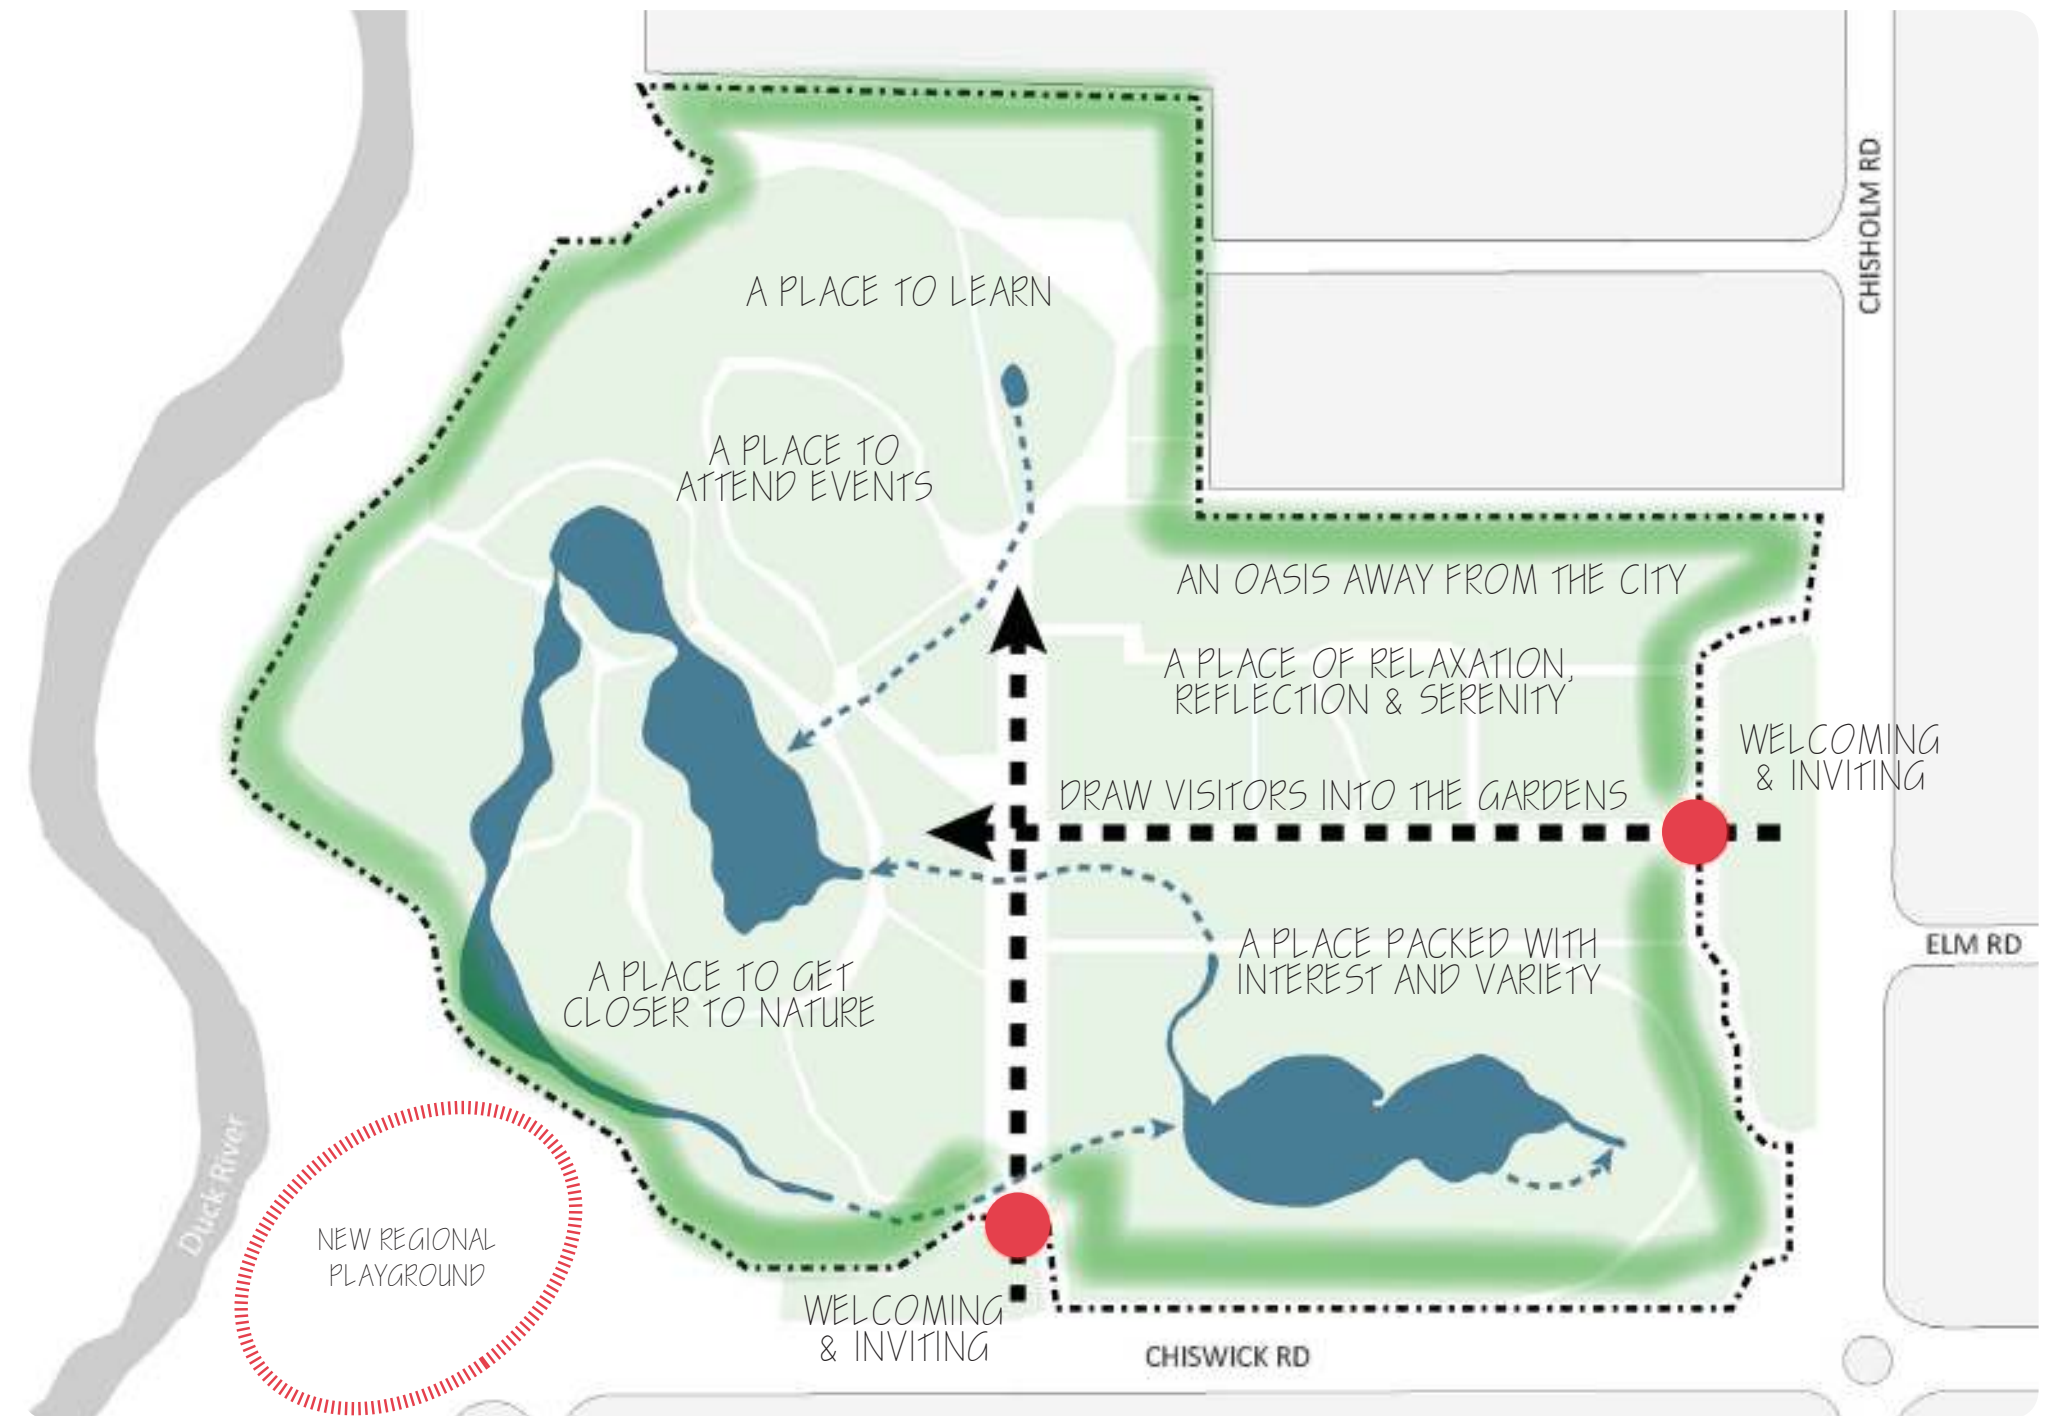 CHISHOLM RD
A PLACE TO LEARN
A PLACE TO
ATTEND EVENTS
AN OASIS AWAY FROM THE CITY
A PLACE OF RELAXATION,
REFLECTION & SERENITY
WELCOMING
& INVITING
DRAW VISITORS INTO THE GARDENS
A PLACE PACKED WITH
INTEREST AND VARIETY
ELM RD
A PLACE TO GET
CLOSER TO NATURE
Duck River
NEW REGIONAL
PLAYGROUND
WELCOMING
& INVITING
CHISWICK RD